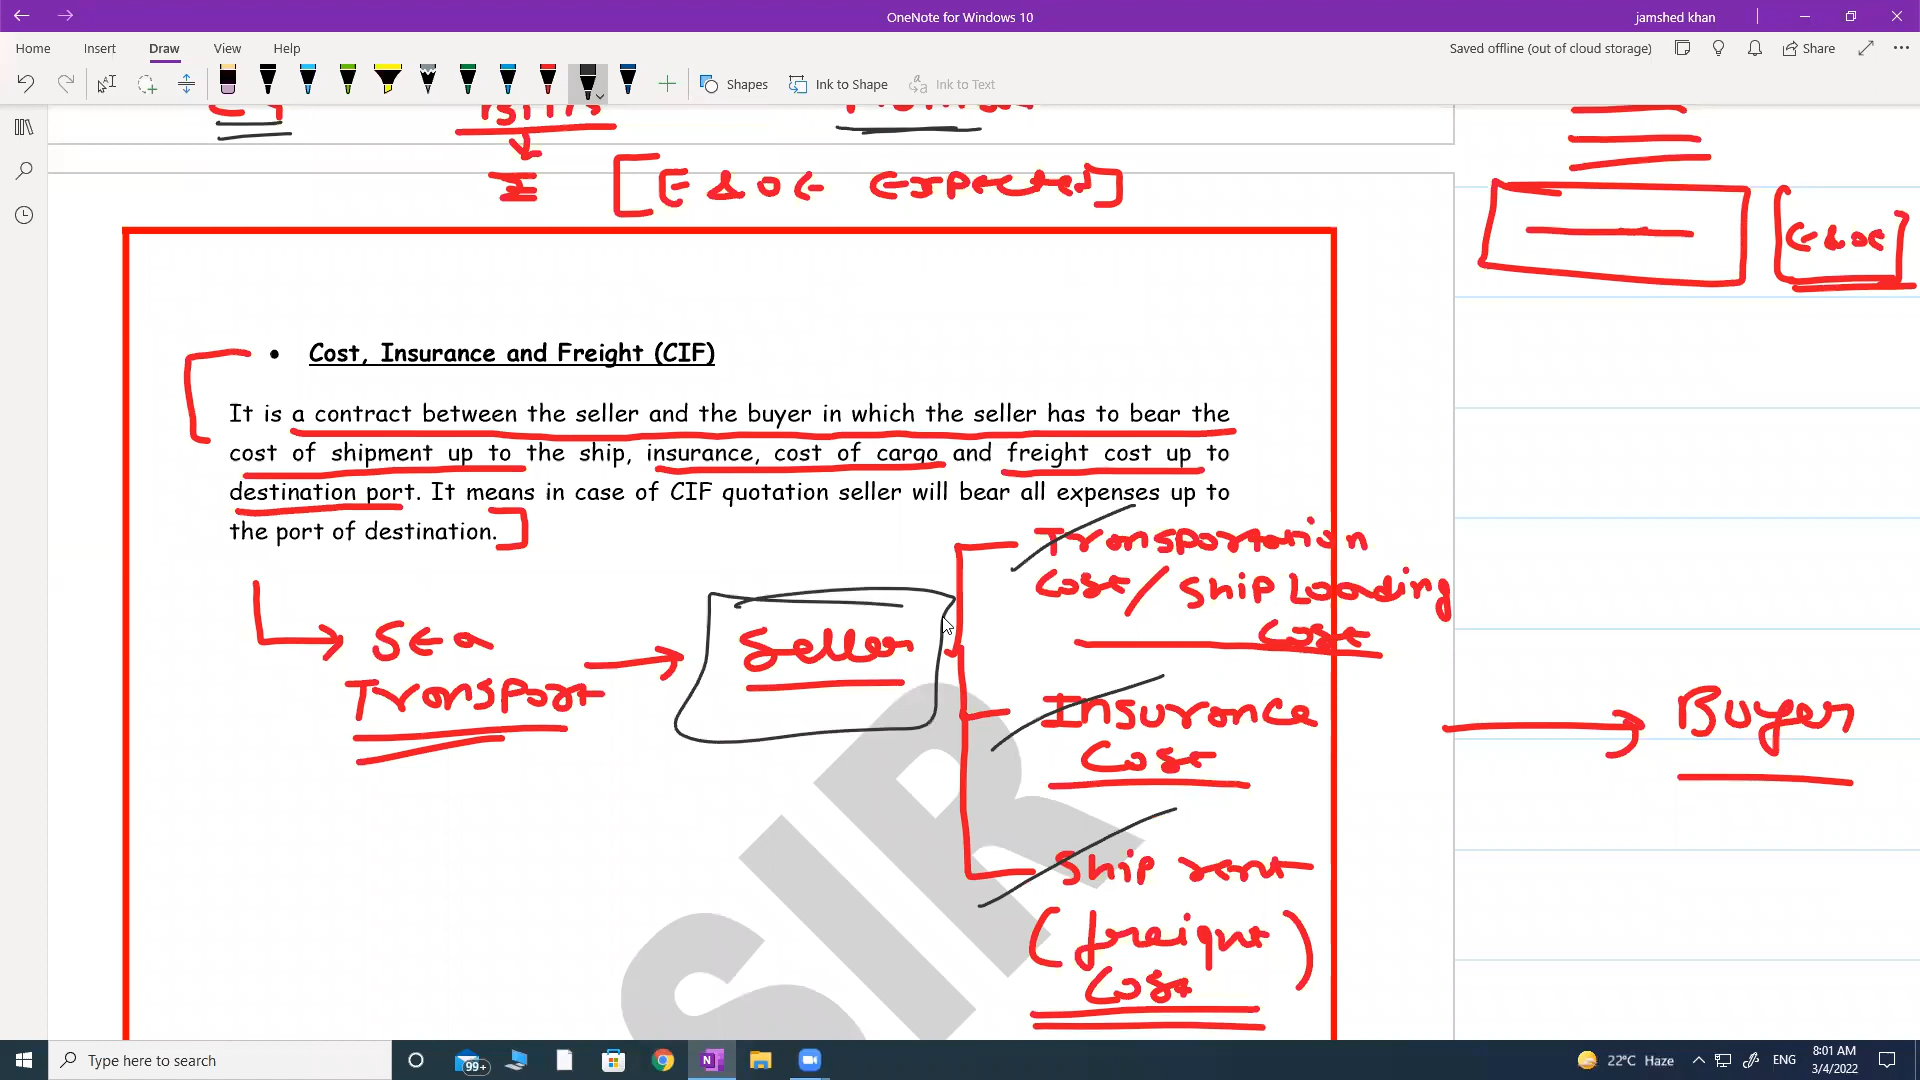 OneNote for Windows 10
jamshed khan
Home Insert Draw View Help
Saved offline (out of cloud storage)
Share
Shapes
Ink to Shape
Ink to Text
[E & O E Expected]
[E & OE]
• Cost, Insurance and Freight (CIF)
It is a contract between the seller and the buyer in which the seller has to bear the
cost of shipment up to the ship, insurance, cost of cargo and freight cost up to
destination port. It means in case of CIF quotation seller will bear all expenses up to
the port of destination.
Transportation
Cost / Ship Loading
Cost
Sea
Transport
Seller
Insurance
Cost
Buyer
Ship rent
(freight)
Cost
SIR
Type here to search
99+
22°C Haze
ENG
8:01 AM
3/4/2022